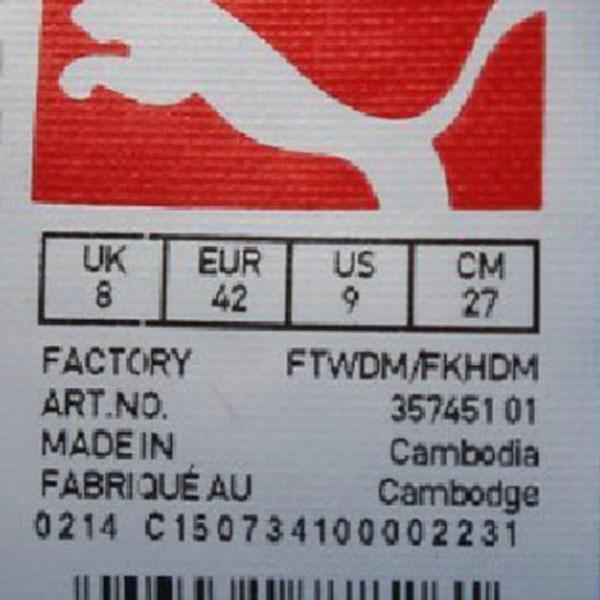 UK EUR US CM
8 42 9 27
FACTORY FTWDM/FKHDM
ART.NO. 357451 01
MADE IN Cambodia
FABRIQUÉ AU Cambodge
0214 C150734100002231